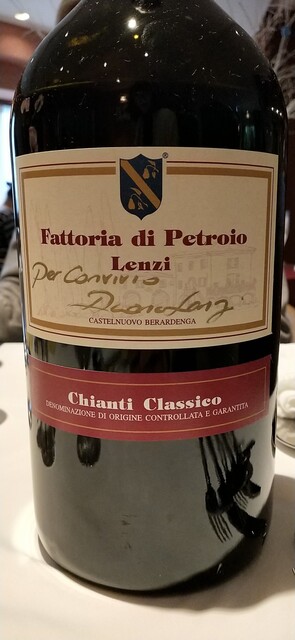 ®
Fattoria di Petroio
Lenzi
Per Convivio
CASTELNUOVO BERARDENGA
Chianti Classico
DENOMINAZIONE DI ORIGINE CONTROLLATA E GARANTITA